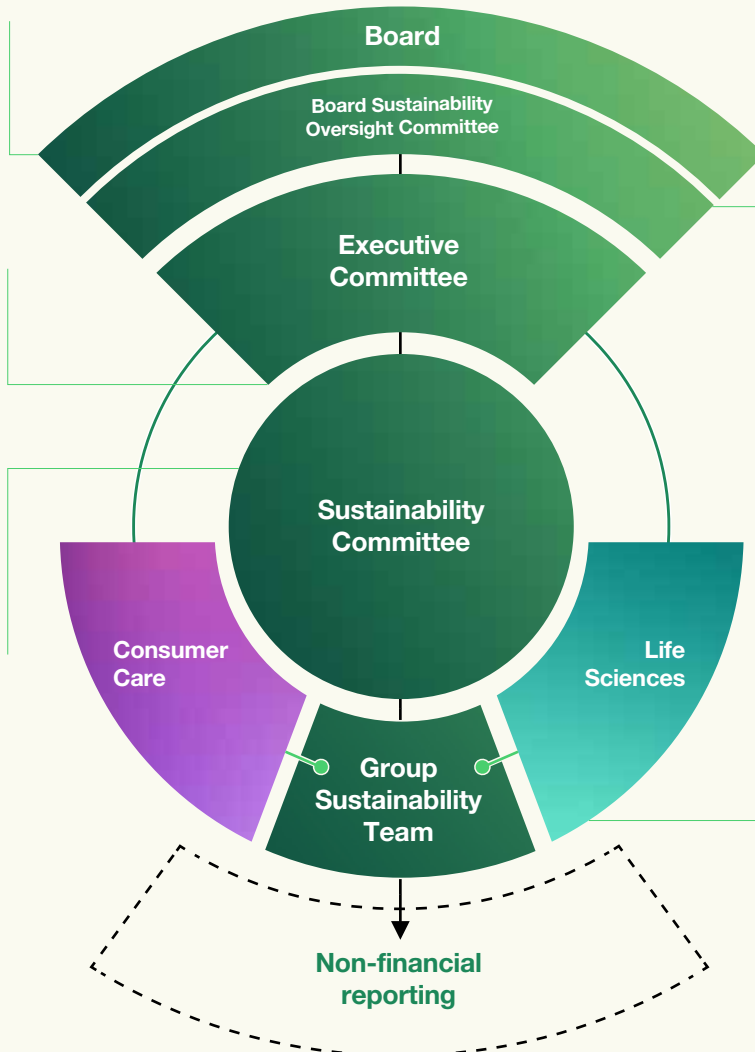 Board
Board Sustainability
Oversight Committee
Executive
Committee
Sustainability
Committee
Consumer
Care
Life
Sciences
Group
Sustainability
Team
Non-financial
reporting